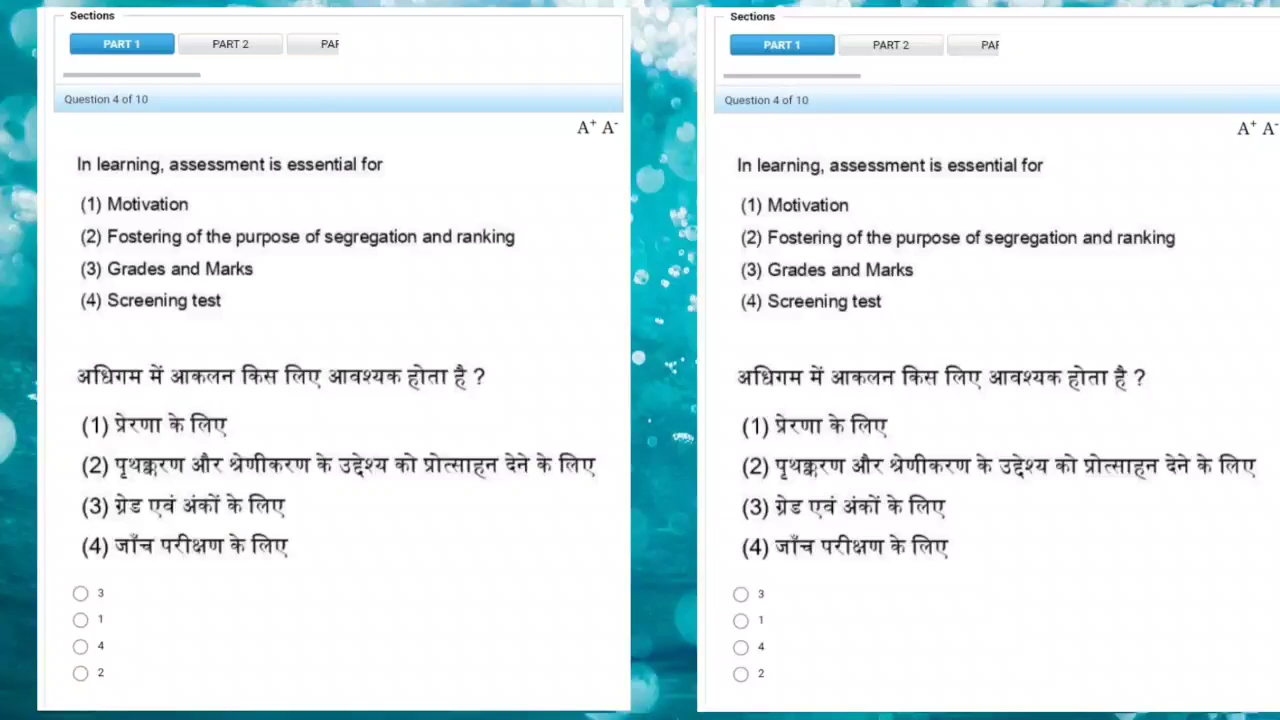 Sections
PART 1 PART 2 PAR
Question 4 of 10
A+ A-
In learning, assessment is essential for
(1) Motivation
(2) Fostering of the purpose of segregation and ranking
(3) Grades and Marks
(4) Screening test
अधिगम में आकलन किस लिए आवश्यक होता है ?
(1) प्रेरणा के लिए
(2) पृथक्करण और श्रेणीकरण के उद्देश्य को प्रोत्साहन देने के लिए
(3) ग्रेड एवं अंकों के लिए
(4) जाँच परीक्षण के लिए
3
1
4
2
Sections
PART 1 PART 2 PAR
Question 4 of 10
A+ A-
In learning, assessment is essential for
(1) Motivation
(2) Fostering of the purpose of segregation and ranking
(3) Grades and Marks
(4) Screening test
अधिगम में आकलन किस लिए आवश्यक होता है ?
(1) प्रेरणा के लिए
(2) पृथक्करण और श्रेणीकरण के उद्देश्य को प्रोत्साहन देने के लिए
(3) ग्रेड एवं अंकों के लिए
(4) जाँच परीक्षण के लिए
3
1
4
2